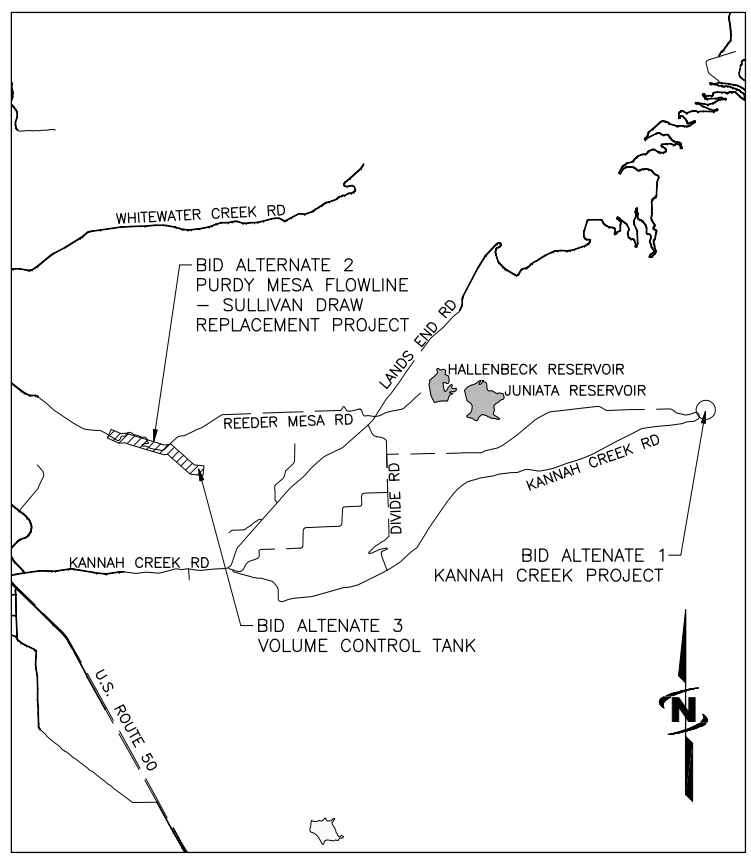 WHITEWATER CREEK RD
BID ALTERNATE 2
PURDY MESA FLOWLINE
– SULLIVAN DRAW
REPLACEMENT PROJECT
LANDS END RD
HALLENBECK RESERVOIR
JUNIATA RESERVOIR
REEDER MESA RD
KANNAH CREEK RD
DIVIDE RD
KANNAH CREEK RD
BID ALTENATE 1
KANNAH CREEK PROJECT
BID ALTENATE 3
VOLUME CONTROL TANK
U.S. ROUTE 50
N